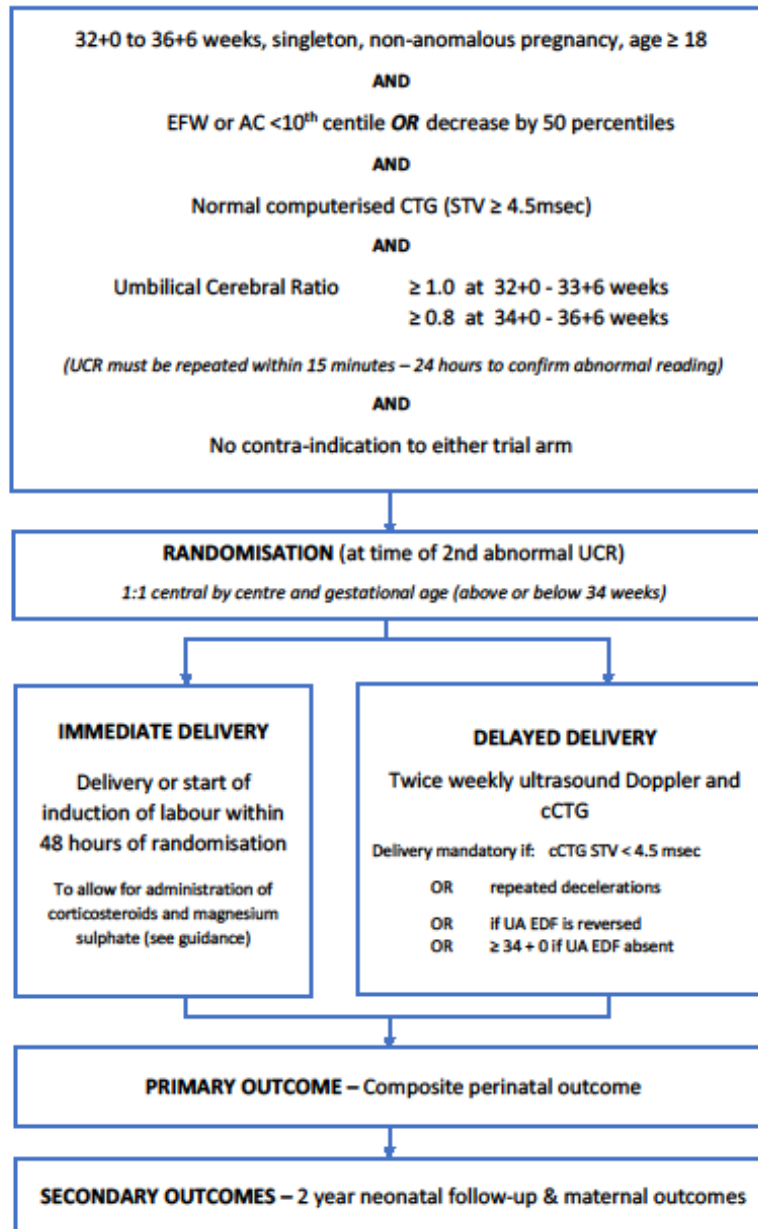 32+0 to 36+6 weeks, singleton, non-anomalous pregnancy, age ≥ 18
AND
EFW or AC <10th centile OR decrease by 50 percentiles
AND
Normal computerised CTG (STV ≥ 4.5msec)
AND
Umbilical Cerebral Ratio ≥ 1.0 at 32+0 - 33+6 weeks
≥ 0.8 at 34+0 - 36+6 weeks
(UCR must be repeated within 15 minutes – 24 hours to confirm abnormal reading)
AND
No contra-indication to either trial arm
RANDOMISATION (at time of 2nd abnormal UCR)
1:1 central by centre and gestational age (above or below 34 weeks)
IMMEDIATE DELIVERY
Delivery or start of
induction of labour within
48 hours of randomisation
To allow for administration of
corticosteroids and magnesium
sulphate (see guidance)
DELAYED DELIVERY
Twice weekly ultrasound Doppler and
cCTG
Delivery mandatory if: cCTG STV < 4.5 msec
OR repeated decelerations
OR if UA EDF is reversed
OR ≥ 34 + 0 if UA EDF absent
PRIMARY OUTCOME – Composite perinatal outcome
SECONDARY OUTCOMES – 2 year neonatal follow-up & maternal outcomes